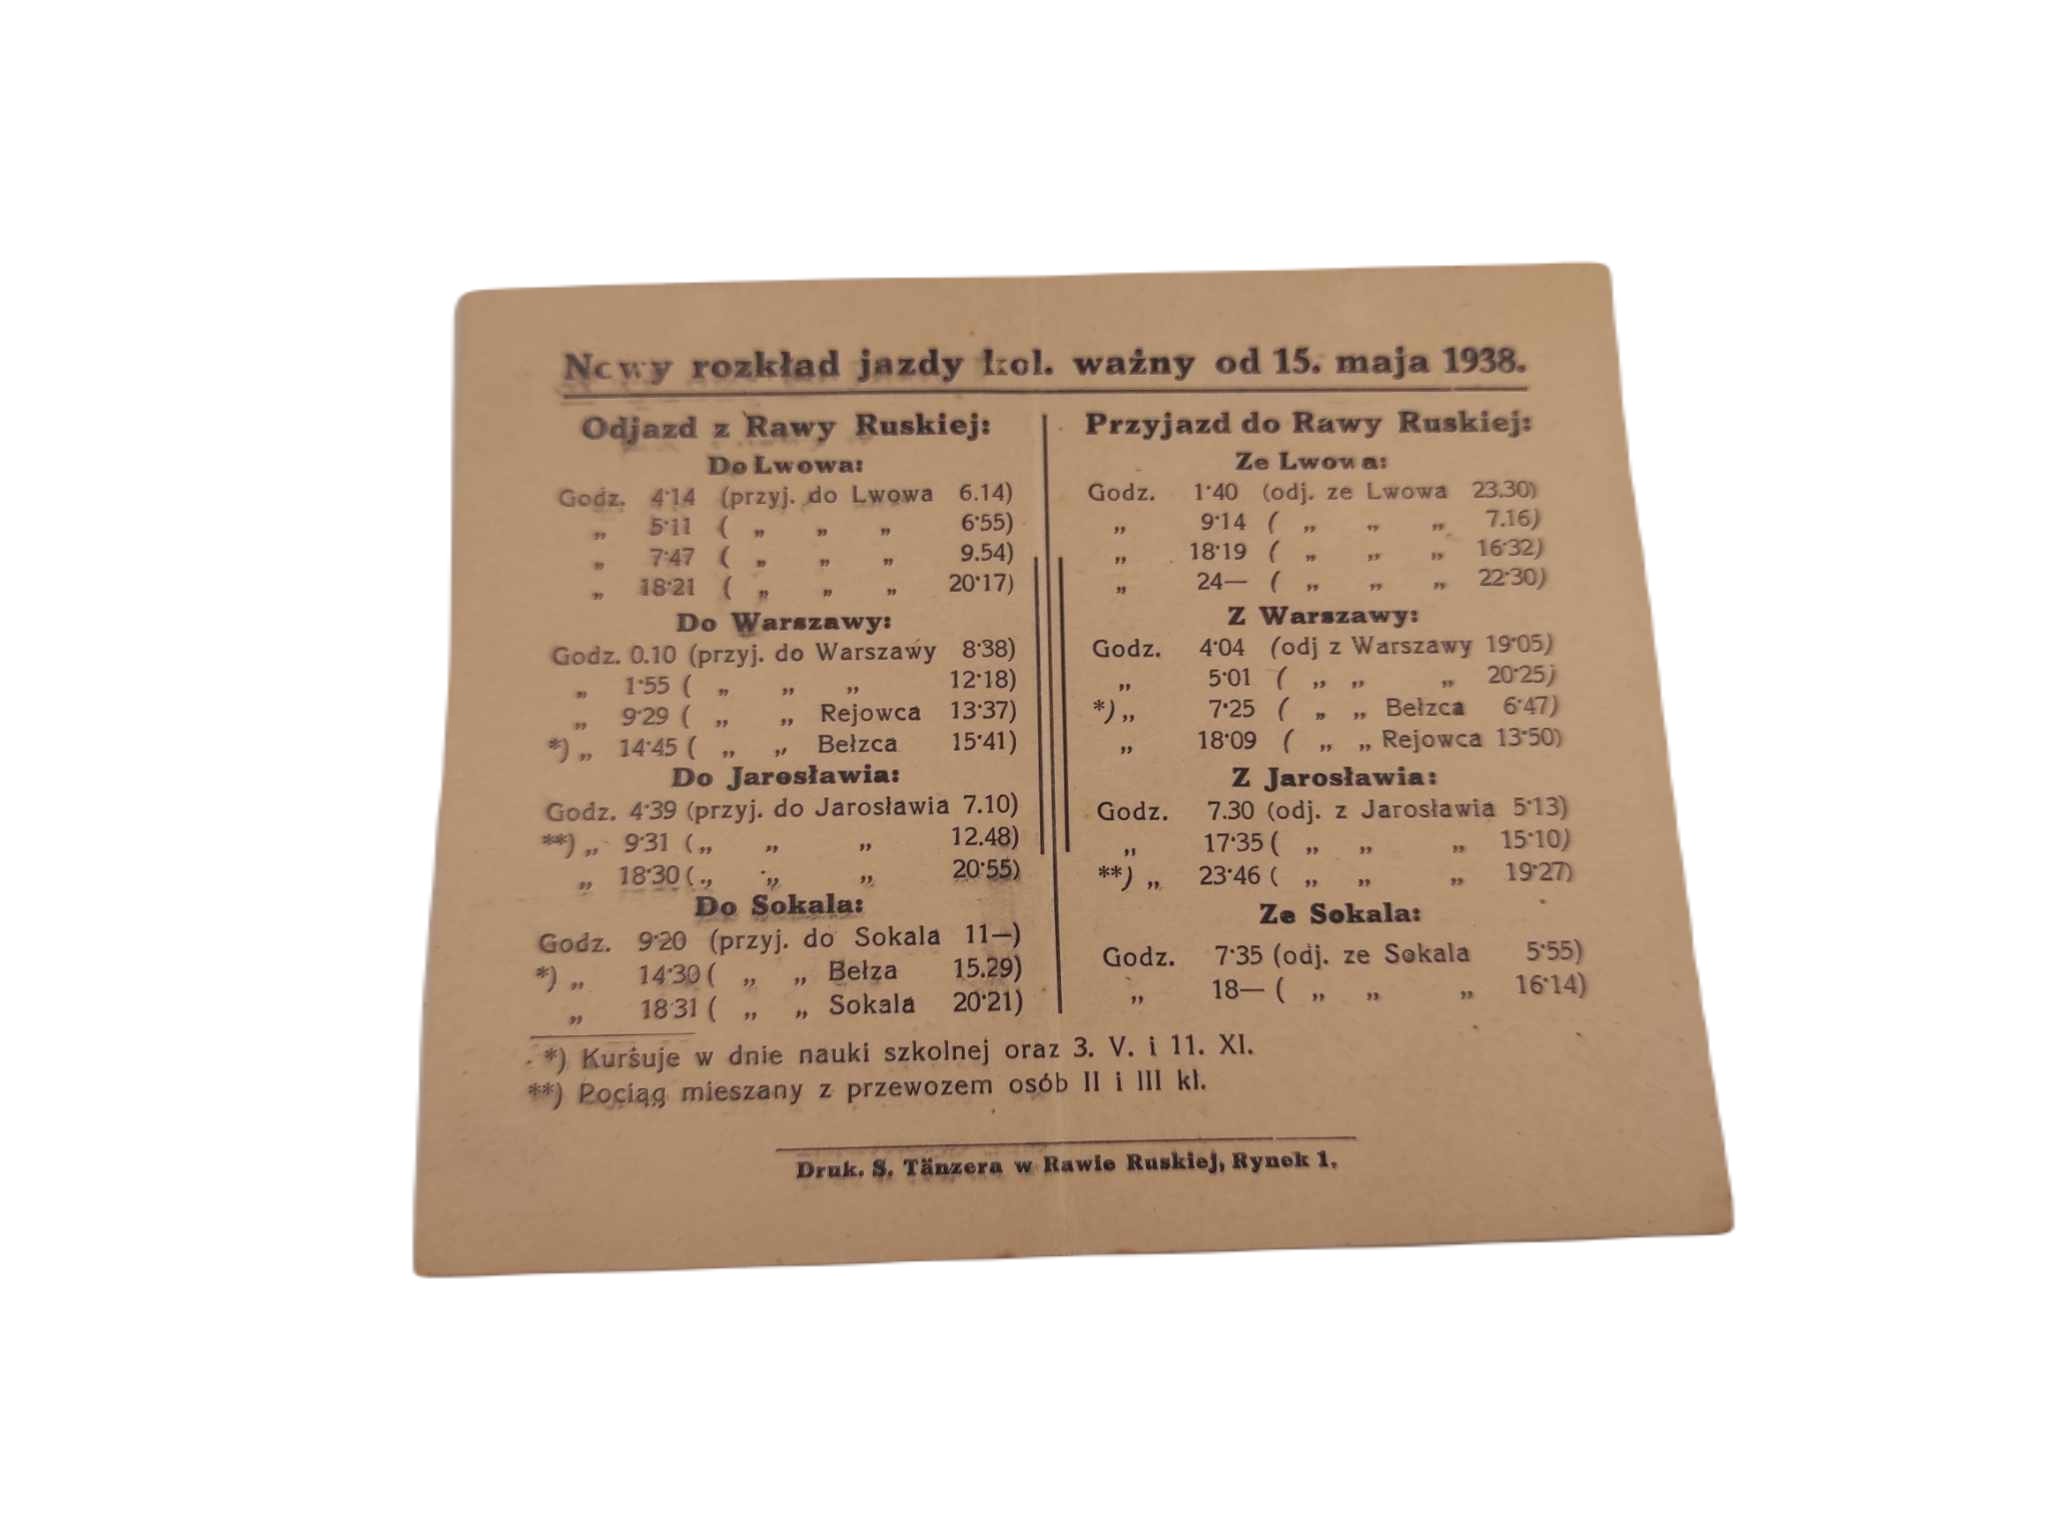 Nowy rozkład jazdy kol. ważny od 15. maja 1938.
Odjazd z Rawy Ruskiej:
Do Lwowa:
Godz. 4·14 (przyj. do Lwowa 6.14)
„ 5·11 ( „ „ „ 6·55)
„ 7·47 ( „ „ „ 9.54)
„ 18·21 ( „ „ „ 20·17)
Do Warszawy:
Godz. 0.10 (przyj. do Warszawy 8·38)
„ 1·55 ( „ „ „ 12·18)
„ 9·29 ( „ „ Rejowca 13·37)
*) „ 14·45 ( „ „ Bełzca 15·41)
Do Jarosławia:
Godz. 4·39 (przyj. do Jarosławia 7.10)
**) „ 9·31 ( „ „ „ 12.48)
„ 18·30 ( „ „ „ 20·55)
Do Sokala:
Godz. 9·20 (przyj. do Sokala 11—)
*) „ 14·30 ( „ „ Bełza 15.29)
„ 18·31 ( „ „ Sokala 20·21)
Przyjazd do Rawy Ruskiej:
Ze Lwowa:
Godz. 1·40 (odj. ze Lwowa 23.30)
„ 9·14 ( „ „ „ 7.16)
„ 18·19 ( „ „ „ 16·32)
„ 24— ( „ „ „ 22·30)
Z Warszawy:
Godz. 4·04 (odj z Warszawy 19·05)
„ 5·01 ( „ „ „ 20·25)
*) „ 7·25 ( „ „ Bełzca 6·47)
„ 18·09 ( „ „ Rejowca 13·50)
Z Jarosławia:
Godz. 7.30 (odj. z Jarosławia 5·13)
„ 17·35 ( „ „ „ 15·10)
**) „ 23·46 ( „ „ „ 19·27)
Ze Sokala:
Godz. 7·35 (odj. ze Sokala 5·55)
„ 18— ( „ „ „ 16·14)
*) Kursuje w dnie nauki szkolnej oraz 3. V. i 11. XI.
**) Pociąg mieszany z przewozem osób II i III kl.
Druk. S. Tänzera w Rawie Ruskiej, Rynek 1.